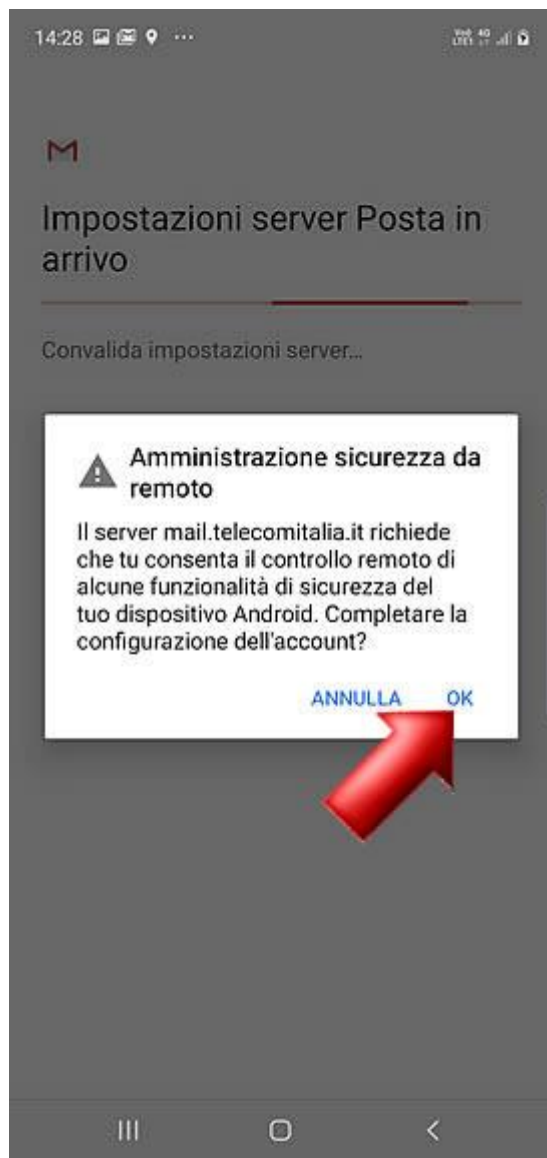 14:28
Impostazioni server Posta in
arrivo
Convalida impostazioni server...
Amministrazione sicurezza da
remoto
Il server mail.telecomitalia.it richiede
che tu consenta il controllo remoto di
alcune funzionalità di sicurezza del
tuo dispositivo Android. Completare la
configurazione dell'account?
ANNULLA OK